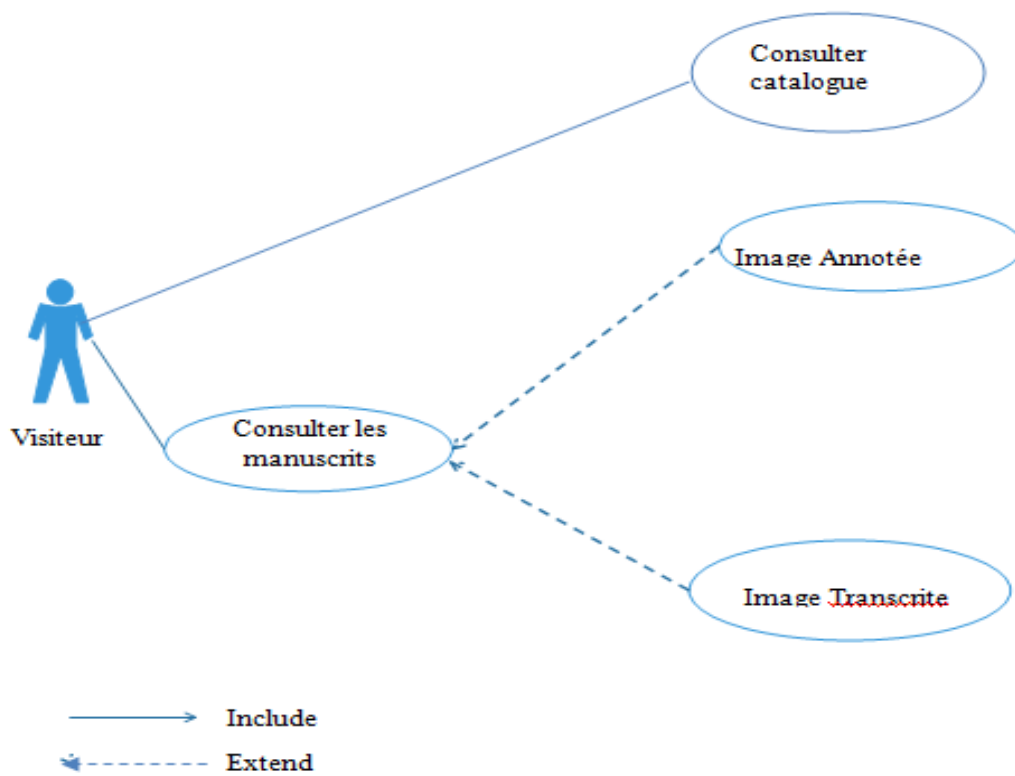 Consulter
catalogue
Image Annotée
Visiteur
Consulter les
manuscrits
Image Transcrite
Include
Extend